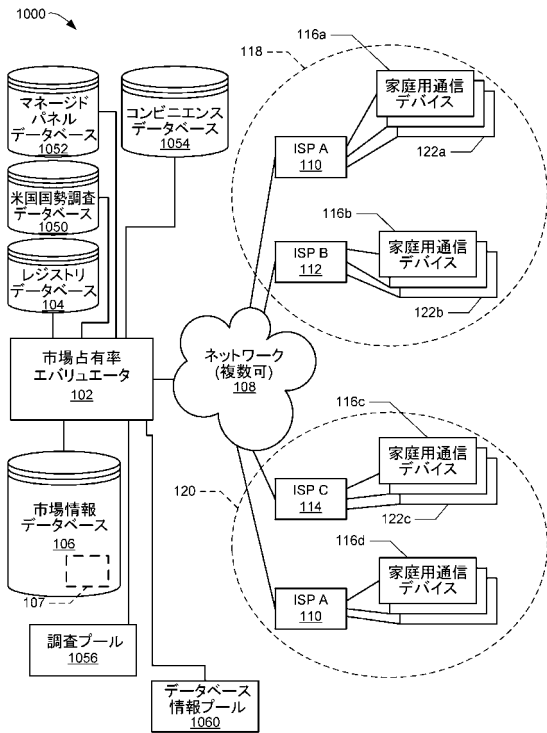 1000
マネージド
パネル
データベース
1052
コンビニエンス
データベース
1054
米国国勢調査
データベース
1050
レジストリ
データベース
104
市場占有率
エバリュエータ
102
市場情報
データベース
106
107
調査プール
1056
データベース
情報プール
1060
ネットワーク
(複数可)
108
118
116a
家庭用通信
デバイス
122a
ISP A
110
116b
家庭用通信
デバイス
122b
ISP B
112
120
116c
家庭用通信
デバイス
122c
ISP C
114
116d
家庭用通信
デバイス
ISP A
110